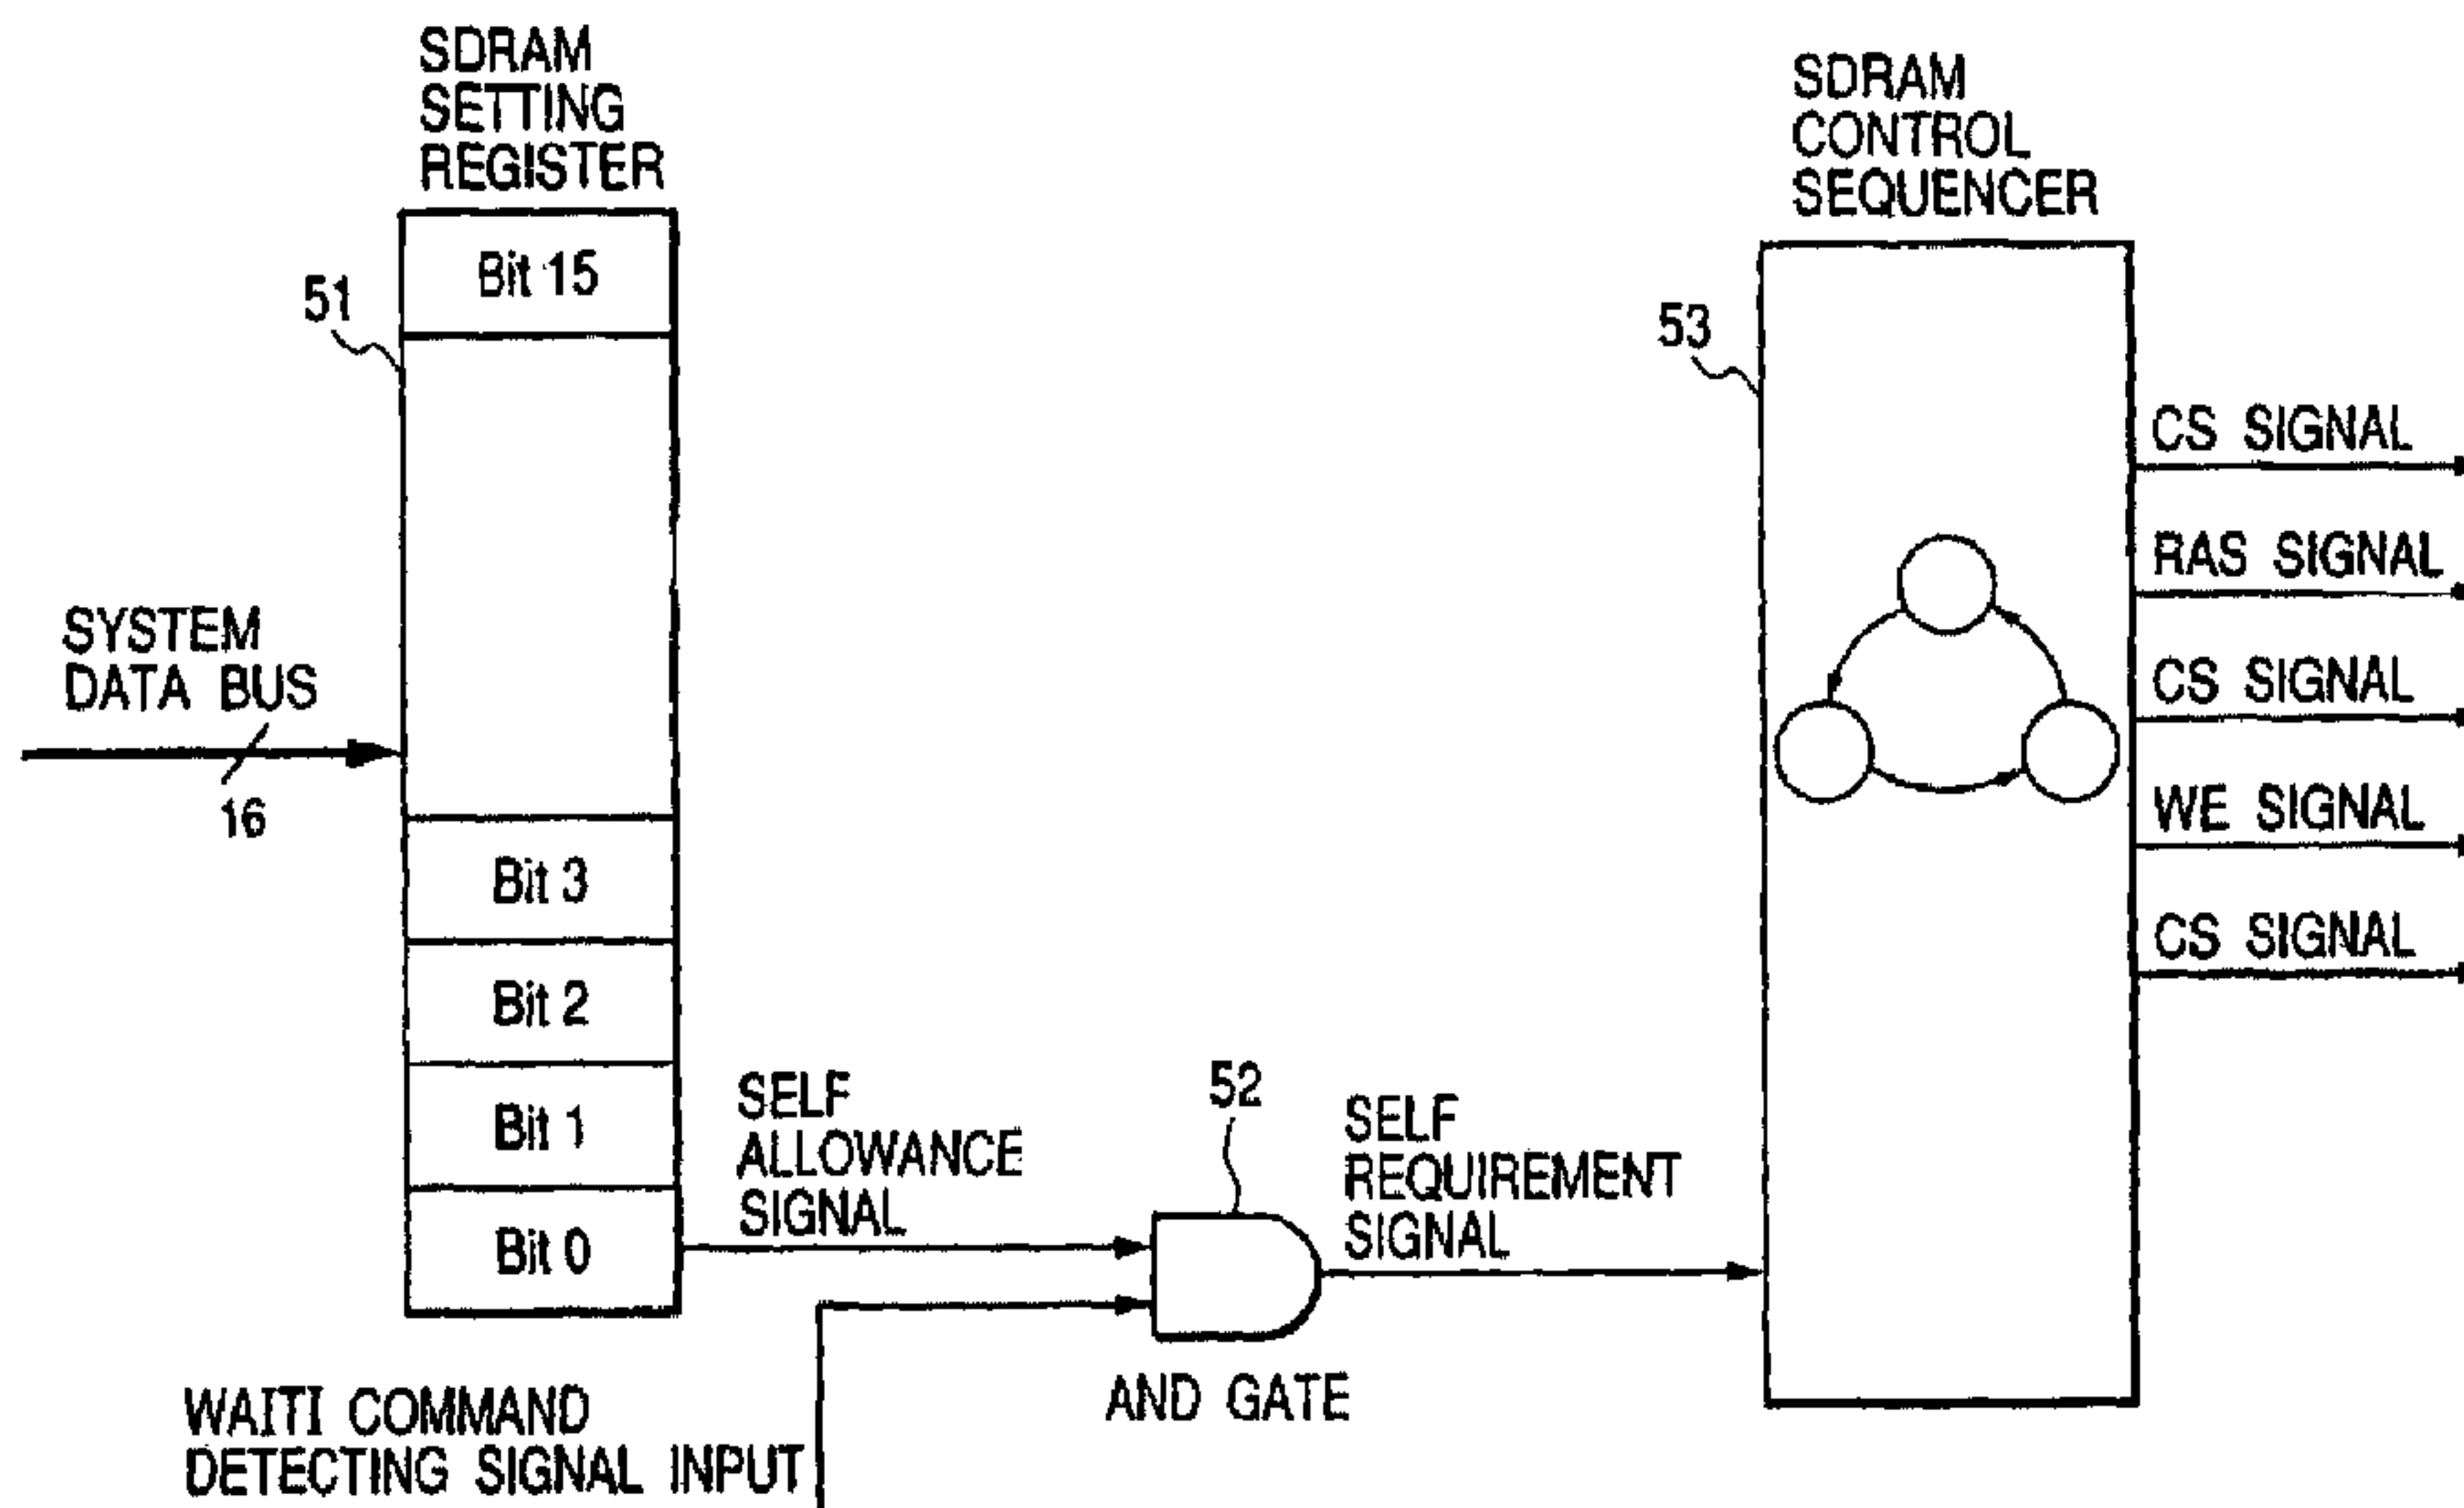 SDRAM
SETTING
REGISTER
SDRAM
CONTROL
SEQUENCER
Bit 15
51
53
CS SIGNAL
RAS SIGNAL
SYSTEM
DATA BUS
16
CS SIGNAL
WE SIGNAL
Bit 3
CS SIGNAL
Bit 2
Bit 1
SELF
ALLOWANCE
SIGNAL
52
SELF
REQUIREMENT
SIGNAL
Bit 0
AND GATE
WAITI COMMAND
DETECTING SIGNAL INPUT